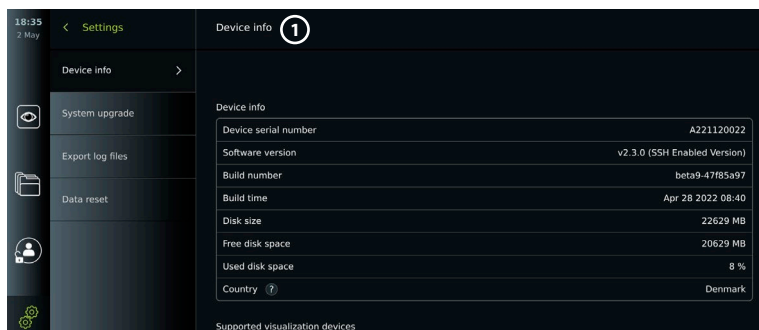 18:35
2 May
< Settings
Device info
1
Device info >
System upgrade
Export log files
Data reset
Device info
Device serial number A221120022
Software version v2.3.0 (SSH Enabled Version)
Build number beta9-47f85a97
Build time Apr 28 2022 08:40
Disk size 22629 MB
Free disk space 20629 MB
Used disk space 8 %
Country ? Denmark
Supported visualization devices